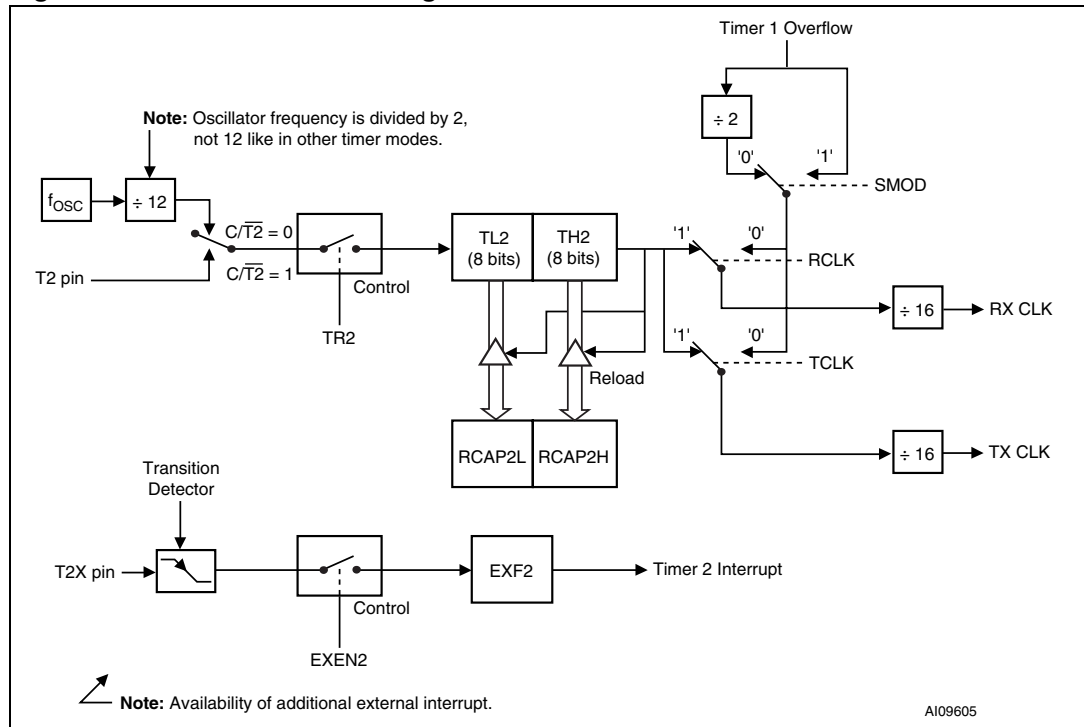 Timer 1 Overflow
÷ 2
'0'
'1'
SMOD
Note: Oscillator frequency is divided by 2,
not 12 like in other timer modes.
fOSC
÷ 12
C/T2 = 0
T2 pin
C/T2 = 1
Control
TR2
TL2
(8 bits)
TH2
(8 bits)
'1'
'0'
RCLK
÷ 16
RX CLK
'1'
'0'
TCLK
Reload
RCAP2L
RCAP2H
÷ 16
TX CLK
Transition
Detector
T2X pin
Control
EXEN2
EXF2
Timer 2 Interrupt
Note: Availability of additional external interrupt.
AI09605